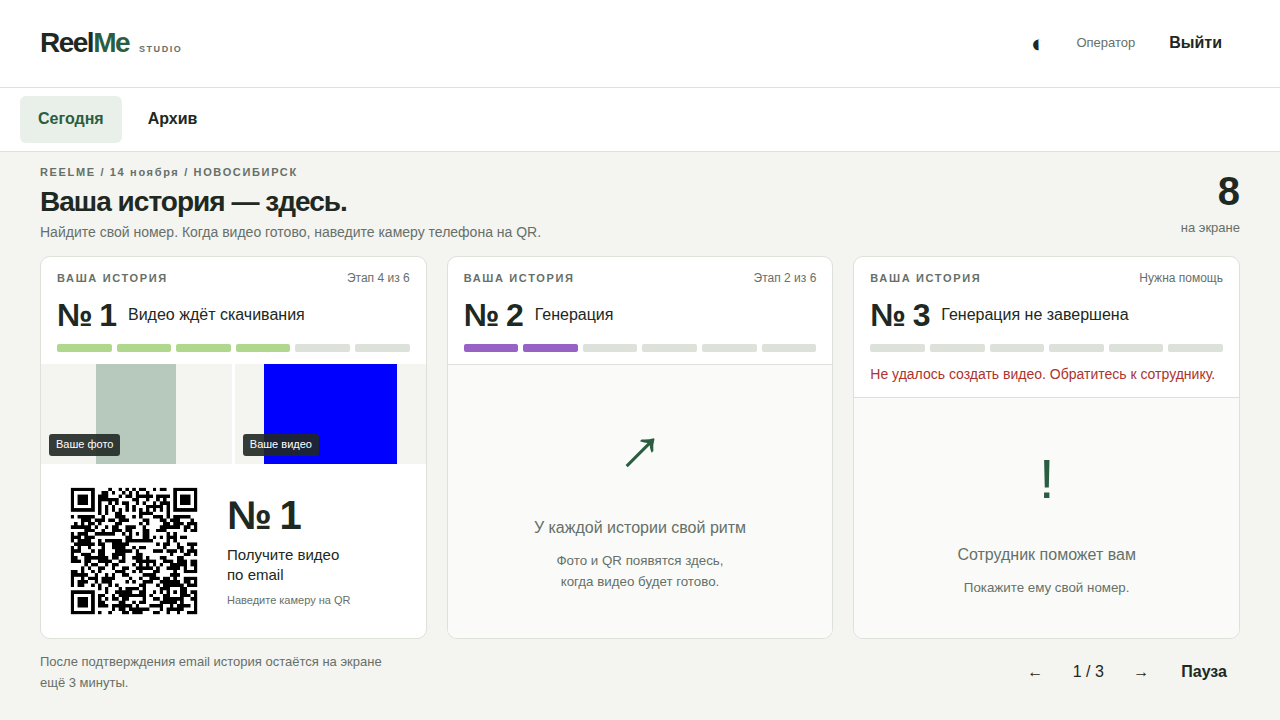 ReelMe STUDIO
Оператор
Выйти
Сегодня
Архив
REELME / 14 ноября / НОВОСИБИРСК
Ваша история — здесь.
Найдите свой номер. Когда видео готово, наведите камеру телефона на QR.
8
на экране
ВАША ИСТОРИЯ
Этап 4 из 6
№ 1 Видео ждёт скачивания
Ваше фото
Ваше видео
№ 1
Получите видео
по email
Наведите камеру на QR
ВАША ИСТОРИЯ
Этап 2 из 6
№ 2 Генерация
↗
У каждой истории свой ритм
Фото и QR появятся здесь,
когда видео будет готово.
ВАША ИСТОРИЯ
Нужна помощь
№ 3 Генерация не завершена
Не удалось создать видео. Обратитесь к сотруднику.
!
Сотрудник поможет вам
Покажите ему свой номер.
После подтверждения email история остаётся на экране
ещё 3 минуты.
← 1 / 3 → Пауза